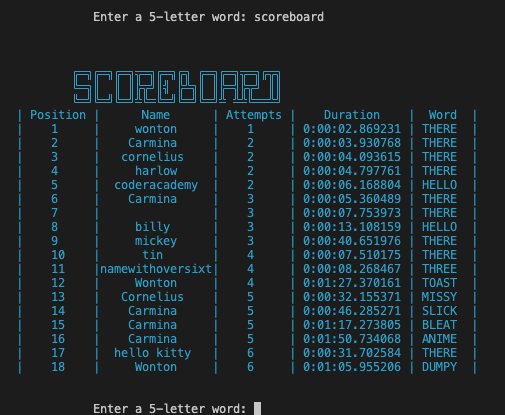 Enter a 5-letter word: scoreboard
SCOREBOARD
| Position | Name | Attempts | Duration | Word |
| 1 | wonton | 1 | 0:00:02.869231 | THERE |
| 2 | Carmina | 2 | 0:00:03.930768 | THERE |
| 3 | cornelius | 2 | 0:00:04.093615 | THERE |
| 4 | harlow | 2 | 0:00:04.797761 | THERE |
| 5 | coderacademy | 2 | 0:00:06.168804 | HELLO |
| 6 | Carmina | 3 | 0:00:05.360489 | THERE |
| 7 | | 3 | 0:00:07.753973 | THERE |
| 8 | billy | 3 | 0:00:13.108159 | HELLO |
| 9 | mickey | 3 | 0:00:40.651976 | THERE |
| 10 | tin | 4 | 0:00:07.510175 | THERE |
| 11 |namewithoversixt| 4 | 0:00:08.268467 | THREE |
| 12 | Wonton | 4 | 0:01:27.370161 | TOAST |
| 13 | Cornelius | 5 | 0:00:32.155371 | MISSY |
| 14 | Carmina | 5 | 0:00:46.285271 | SLICK |
| 15 | Carmina | 5 | 0:01:17.273805 | BLEAT |
| 16 | Carmina | 5 | 0:01:50.734068 | ANIME |
| 17 | hello kitty | 6 | 0:00:31.702584 | THERE |
| 18 | Wonton | 6 | 0:01:05.955206 | DUMPY |
Enter a 5-letter word: